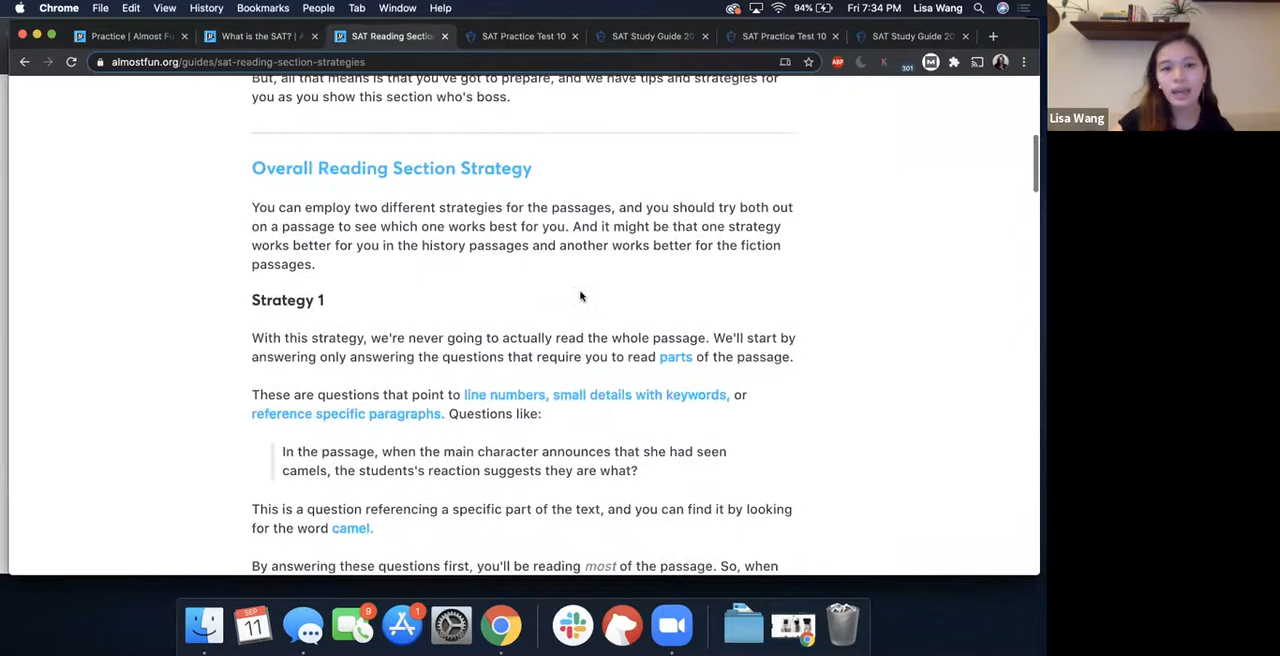 Chrome File Edit View History Bookmarks People Tab Window Help 94% Fri 7:34 PM Lisa Wang
Practice | Almost Fu What is the SAT? | SAT Reading Sectio SAT Practice Test 10 SAT Study Guide 20 SAT Practice Test 10 SAT Study Guide 20
almostfun.org/guides/sat-reading-section-strategies ABP K 301 M
But, all that means is that you've got to prepare, and we have tips and strategies for
you as you show this section who's boss.
Lisa Wang
Overall Reading Section Strategy
You can employ two different strategies for the passages, and you should try both out
on a passage to see which one works best for you. And it might be that one strategy
works better for you in the history passages and another works better for the fiction
passages.
Strategy 1
With this strategy, we're never going to actually read the whole passage. We'll start by
answering only answering the questions that require you to read parts of the passage.
These are questions that point to line numbers, small details with keywords, or
reference specific paragraphs. Questions like:
In the passage, when the main character announces that she had seen
camels, the students's reaction suggests they are what?
This is a question referencing a specific part of the text, and you can find it by looking
for the word camel.
By answering these questions first, you'll be reading most of the passage. So, when
SEP
11
9
1